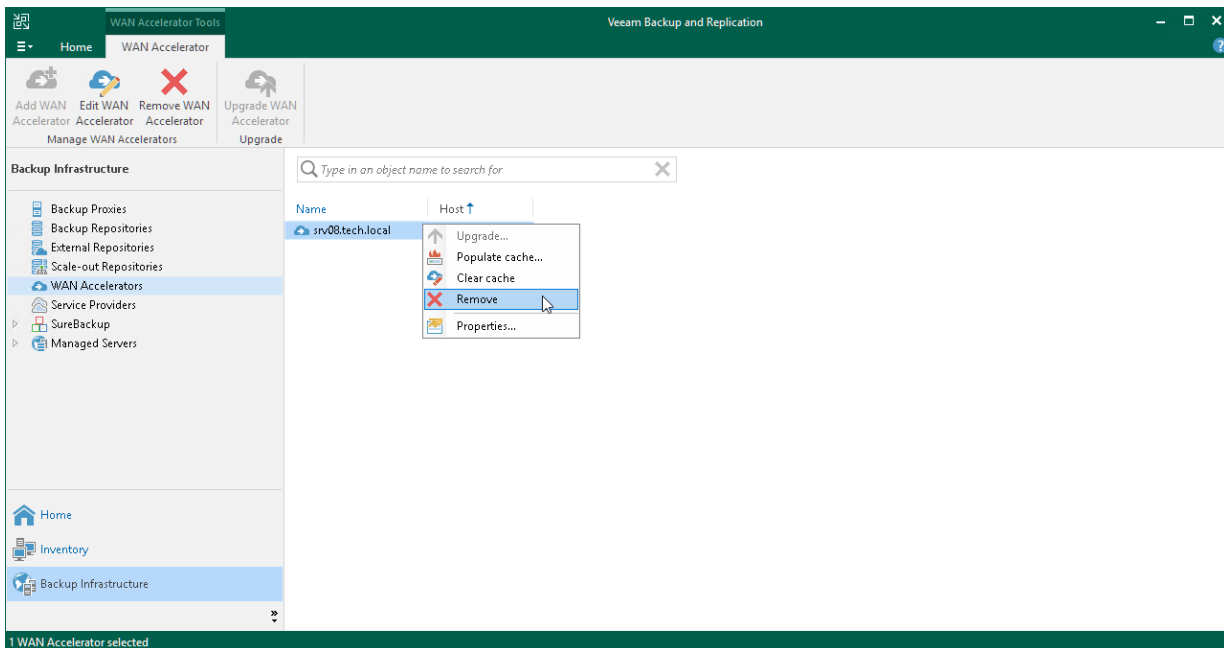 WAN Accelerator Tools
Veeam Backup and Replication
Home WAN Accelerator
Add WAN Accelerator
Edit WAN Accelerator
Remove WAN Accelerator
Upgrade WAN Accelerator
Manage WAN Accelerators
Upgrade
Backup Infrastructure
Type in an object name to search for
Backup Proxies
Backup Repositories
External Repositories
Scale-out Repositories
WAN Accelerators
Service Providers
SureBackup
Managed Servers
Name Host
srv08.tech.local
Upgrade...
Populate cache...
Clear cache
Remove
Properties...
Home
Inventory
Backup Infrastructure
1 WAN Accelerator selected